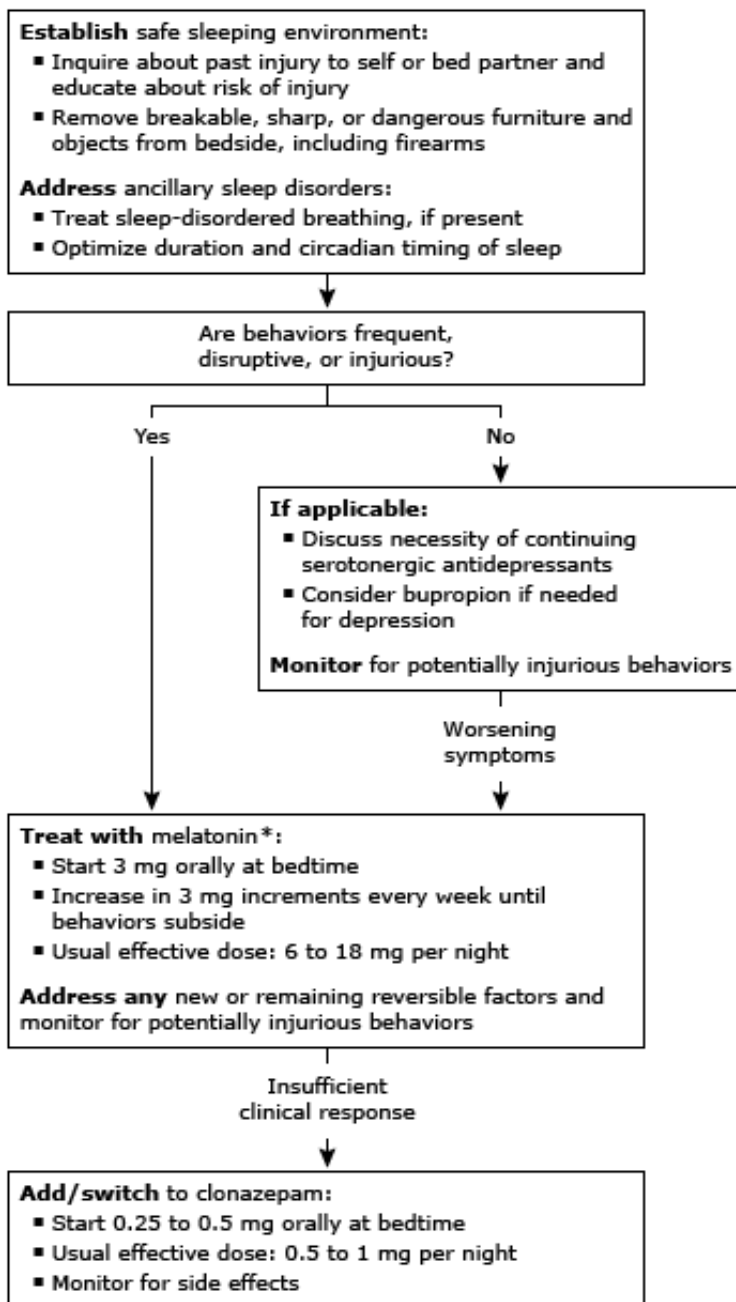 Establish safe sleeping environment:
▪ Inquire about past injury to self or bed partner and
educate about risk of injury
▪ Remove breakable, sharp, or dangerous furniture and
objects from bedside, including firearms
Address ancillary sleep disorders:
▪ Treat sleep-disordered breathing, if present
▪ Optimize duration and circadian timing of sleep
Are behaviors frequent,
disruptive, or injurious?
Yes
No
If applicable:
▪ Discuss necessity of continuing
serotonergic antidepressants
▪ Consider bupropion if needed
for depression
Monitor for potentially injurious behaviors
Worsening
symptoms
Treat with melatonin*:
▪ Start 3 mg orally at bedtime
▪ Increase in 3 mg increments every week until
behaviors subside
▪ Usual effective dose: 6 to 18 mg per night
Address any new or remaining reversible factors and
monitor for potentially injurious behaviors
Insufficient
clinical response
Add/switch to clonazepam:
▪ Start 0.25 to 0.5 mg orally at bedtime
▪ Usual effective dose: 0.5 to 1 mg per night
▪ Monitor for side effects